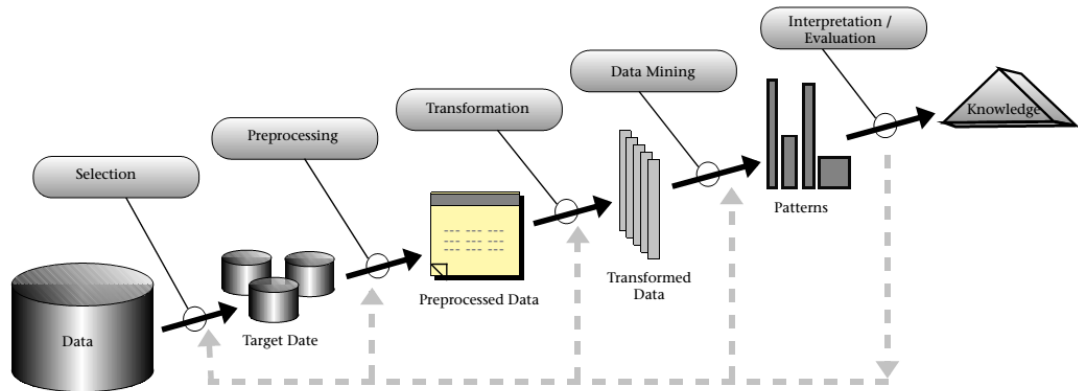 Interpretation /
Evaluation
Data Mining
Transformation
Preprocessing
Selection
Knowledge
Patterns
Transformed
Data
Preprocessed Data
Target Date
Data